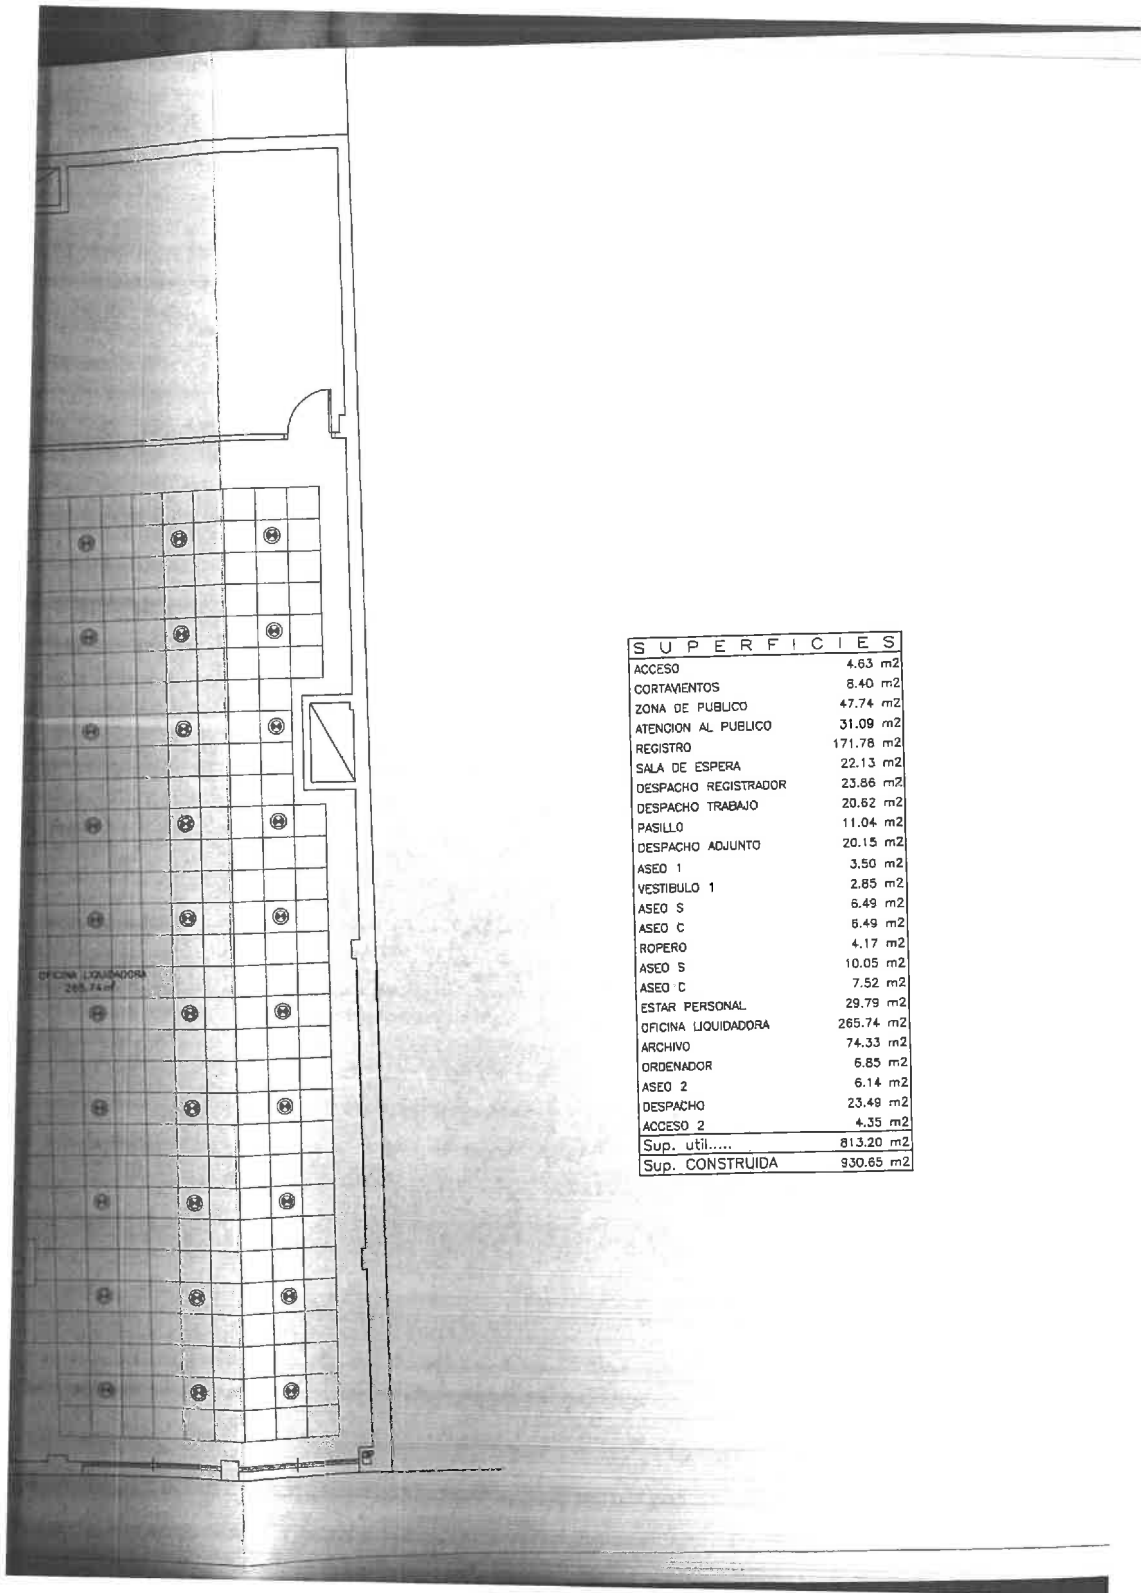 OFICINA LIQUIDADORA
265.74 m²
SUPERFICIES
ACCESO 4.63 m2
CORTAVIENTOS 8.40 m2
ZONA DE PUBLICO 47.74 m2
ATENCION AL PUBLICO 31.09 m2
REGISTRO 171.78 m2
SALA DE ESPERA 22.13 m2
DESPACHO REGISTRADOR 23.86 m2
DESPACHO TRABAJO 20.62 m2
PASILLO 11.04 m2
DESPACHO ADJUNTO 20.15 m2
ASEO 1 3.50 m2
VESTIBULO 1 2.85 m2
ASEO S 6.49 m2
ASEO C 6.49 m2
ROPERO 4.17 m2
ASEO S 10.05 m2
ASEO C 7.52 m2
ESTAR PERSONAL 29.79 m2
OFICINA LIQUIDADORA 265.74 m2
ARCHIVO 74.33 m2
ORDENADOR 6.85 m2
ASEO 2 6.14 m2
DESPACHO 23.49 m2
ACCESO 2 4.35 m2
Sup. util..... 813.20 m2
Sup. CONSTRUIDA 930.65 m2